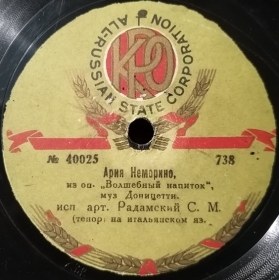 ALL-RUSSIAN STATE CORPORATION
№ 40025 738
Ария Неморино,
из оп. „Волшебный напиток",
муз Доницетти.
исп арт. Радамский С. М.
(тенор) на итальянском яз.